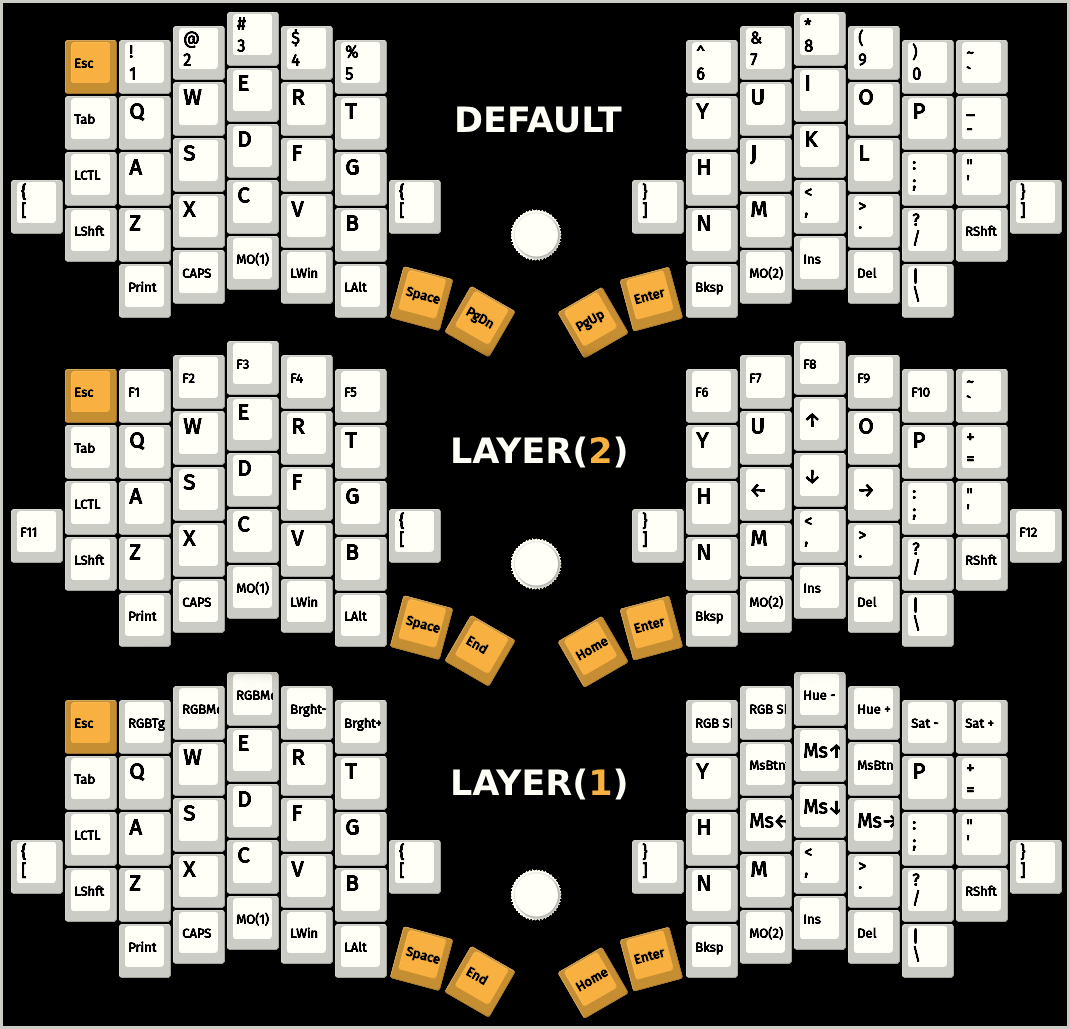 Esc ! 1 @ 2 # 3 $ 4 % 5
Tab Q W E R T
LCTL A S D F G
{ [ LShft Z X C V B { [
Print CAPS MO(1) LWin LAlt Space PgDn
DEFAULT
^ 6 & 7 * 8 ( 9 ) 0 ~ `
Y U I O P _ -
H J K L : ; " '
} ] N M < , > . ? / RShft } ]
PgUp Enter Bksp MO(2) Ins Del | \
Esc F1 F2 F3 F4 F5
Tab Q W E R T
LCTL A S D F G
F11 LShft Z X C V B { [
Print CAPS MO(1) LWin LAlt Space End
LAYER(2)
F6 F7 F8 F9 F10 ~ `
Y U ↑ O P + =
H ← ↓ → : ; " '
} ] N M < , > . ? / RShft F12
Home Enter Bksp MO(2) Ins Del | \
Esc RGBTg RGBM RGBM Brght- Brght+
Tab Q W E R T
LCTL A S D F G
{ [ LShft Z X C V B { [
Print CAPS MO(1) LWin LAlt Space End
LAYER(1)
RGB RGB Hue - Hue + Sat - Sat +
Y MsBtn Ms↑ MsBtn P + =
H Ms← Ms↓ Ms→ : ; " '
} ] N M < , > . ? / RShft } ]
Home Enter Bksp MO(2) Ins Del | \